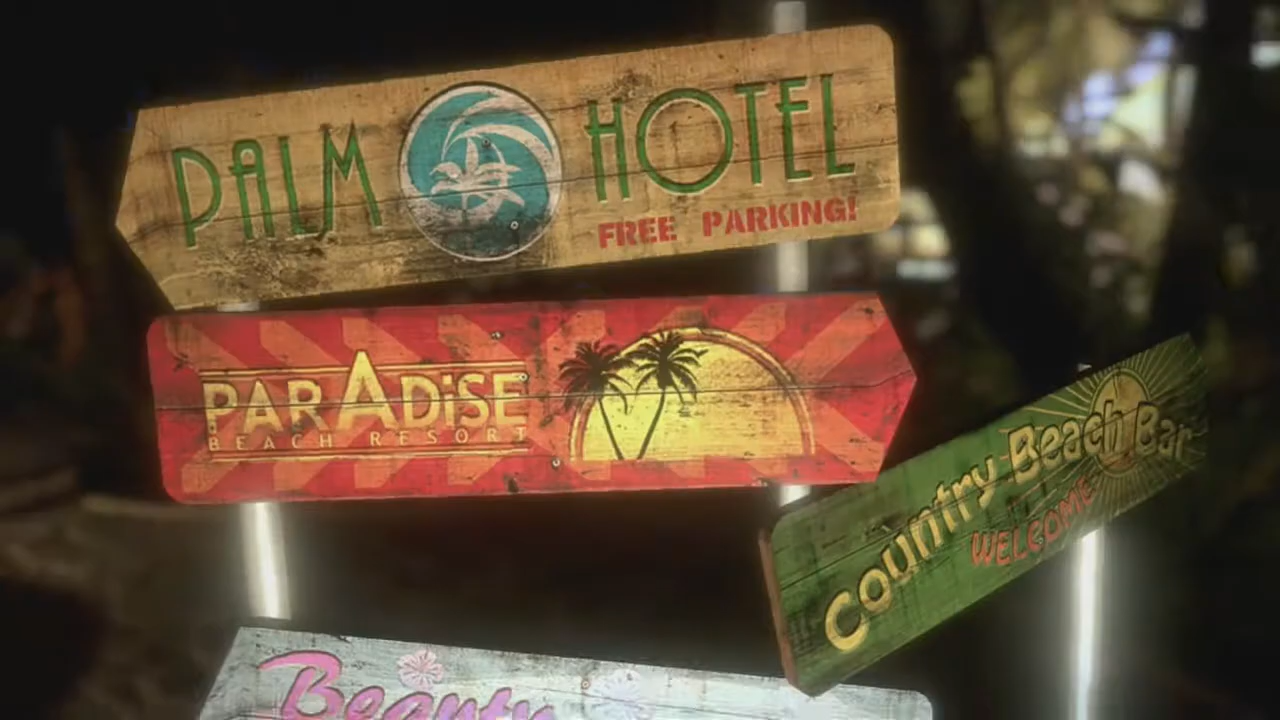 PALM HOTEL
FREE PARKING!
PARADiSE
BEACH RESORT
Country Beach Bar
WELCOME
Beauty